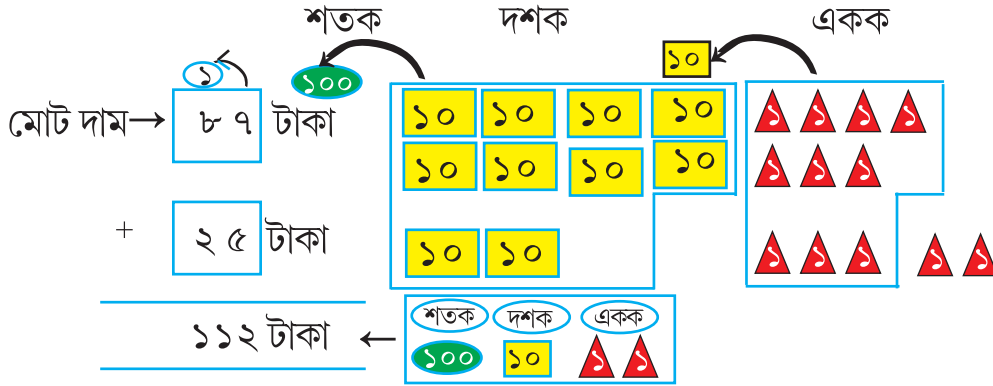 শতক দশক একক
১ ১০০ ১০
মোট দাম→ ৮ ৭ টাকা ১০ ১০ ১০ ১০ ১ ১ ১ ১
১০ ১০ ১০ ১০ ১ ১ ১
+ ২ ৫ টাকা ১০ ১০ ১ ১ ১ ১ ১
শতক দশক একক
১১২ টাকা ← ১০০ ১০ ১ ১